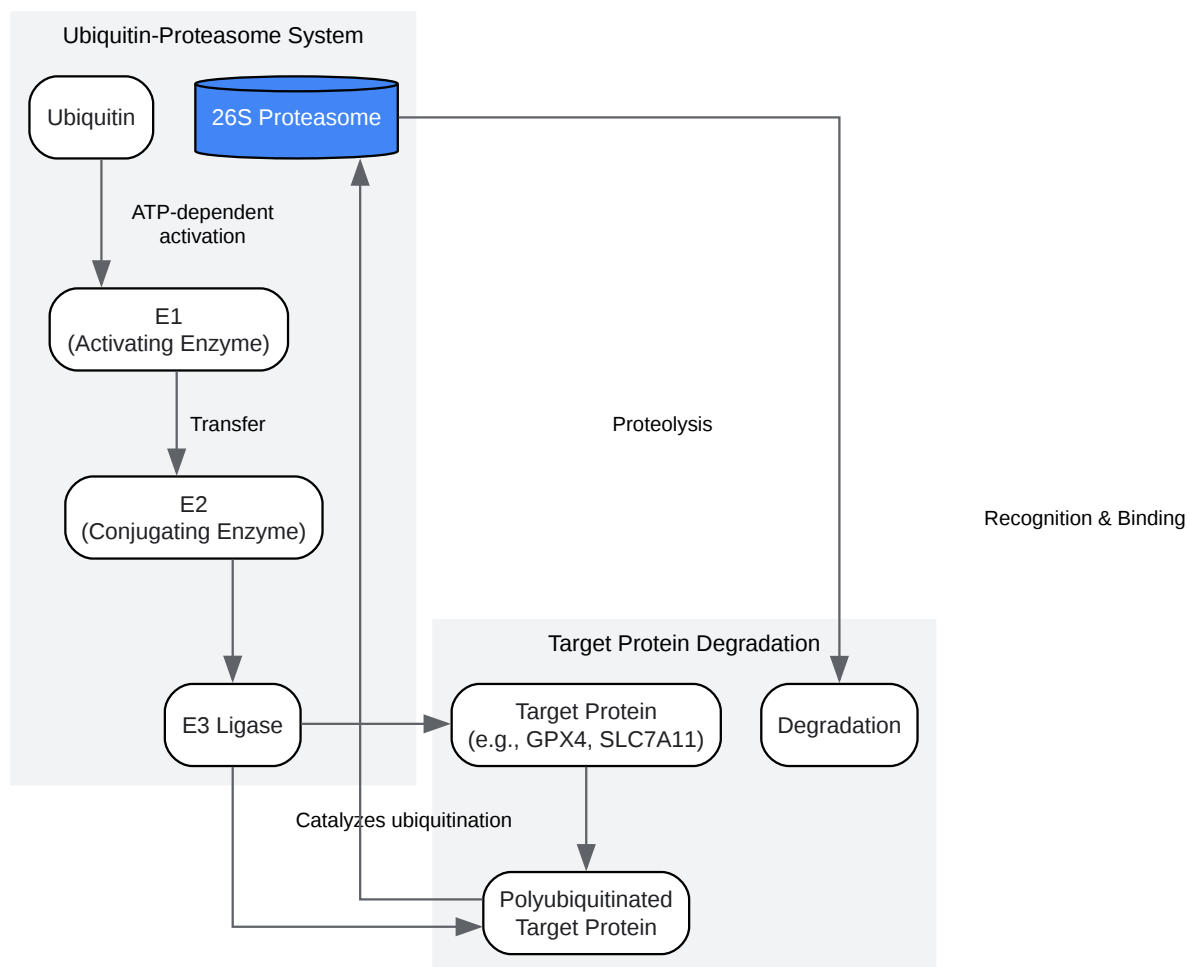 Ubiquitin-Proteasome System
Ubiquitin
26S Proteasome
ATP-dependent
activation
E1
(Activating Enzyme)
Transfer
Proteolysis
E2
(Conjugating Enzyme)
Recognition & Binding
Target Protein Degradation
E3 Ligase
Target Protein
(e.g., GPX4, SLC7A11)
Degradation
Catalyzes ubiquitination
Polyubiquitinated
Target Protein